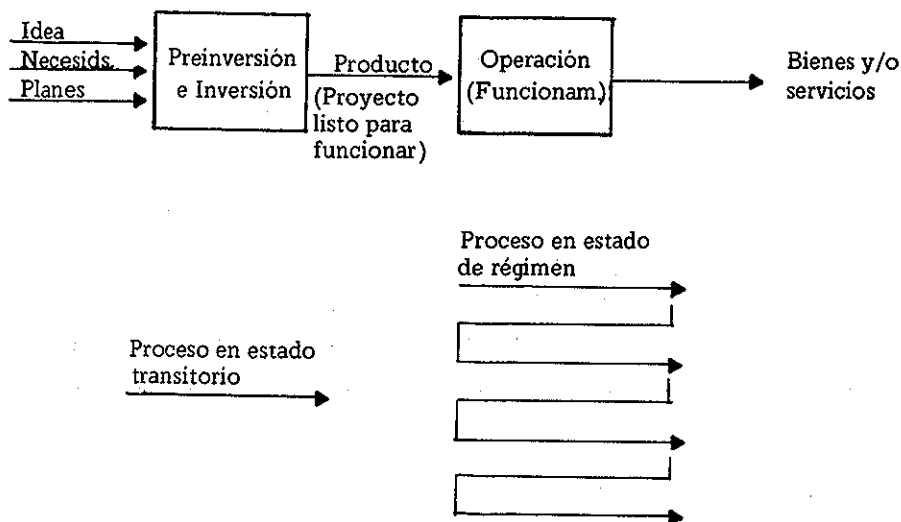 Idea
Necesids.
Planes
Preinversión
e Inversión
Producto
(Proyecto
listo para
funcionar)
Operación
(Funcionam.)
Bienes y/o
servicios
Proceso en estado
de régimen
Proceso en estado
transitorio